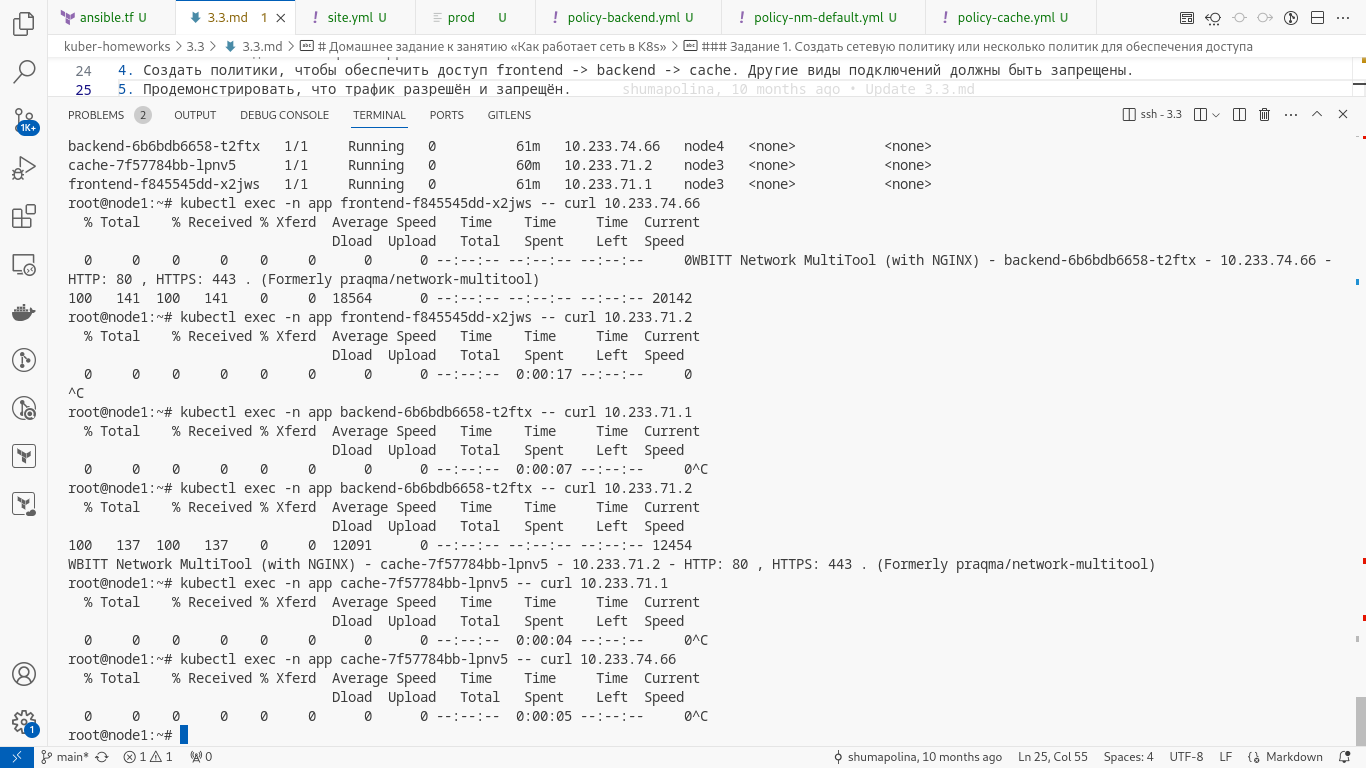 ansible.tf U
3.3.md 1
site.yml U
prod U
policy-backend.yml U
policy-nm-default.yml U
policy-cache.yml U
kuber-homeworks > 3.3 > 3.3.md > # Домашнее задание к занятию «Как работает сеть в K8s» > ### Задание 1. Создать сетевую политику или несколько политик для обеспечения доступа
24 4. Создать политики, чтобы обеспечить доступ frontend -> backend -> cache. Другие виды подключений должны быть запрещены.
25 5. Продемонстрировать, что трафик разрешён и запрещён. shumapolina, 10 months ago • Update 3.3.md
PROBLEMS 2 OUTPUT DEBUG CONSOLE TERMINAL PORTS GITLENS ssh - 3.3
backend-6b6bdb6658-t2ftx 1/1 Running 0 61m 10.233.74.66 node4 <none> <none>
cache-7f57784bb-lpnv5 1/1 Running 0 60m 10.233.71.2 node3 <none> <none>
frontend-f845545dd-x2jws 1/1 Running 0 61m 10.233.71.1 node3 <none> <none>
root@node1:~# kubectl exec -n app frontend-f845545dd-x2jws -- curl 10.233.74.66
% Total % Received % Xferd Average Speed Time Time Time Current
Dload Upload Total Spent Left Speed
0 0 0 0 0 0 0 0 --:--:-- --:--:-- --:--:-- 0WBITT Network MultiTool (with NGINX) - backend-6b6bdb6658-t2ftx - 10.233.74.66 -
HTTP: 80 , HTTPS: 443 . (Formerly praqma/network-multitool)
100 141 100 141 0 0 18564 0 --:--:-- --:--:-- --:--:-- 20142
root@node1:~# kubectl exec -n app frontend-f845545dd-x2jws -- curl 10.233.71.2
% Total % Received % Xferd Average Speed Time Time Time Current
Dload Upload Total Spent Left Speed
0 0 0 0 0 0 0 0 --:--:-- 0:00:17 --:--:-- 0
^C
root@node1:~# kubectl exec -n app backend-6b6bdb6658-t2ftx -- curl 10.233.71.1
% Total % Received % Xferd Average Speed Time Time Time Current
Dload Upload Total Spent Left Speed
0 0 0 0 0 0 0 0 --:--:-- 0:00:07 --:--:-- 0^C
root@node1:~# kubectl exec -n app backend-6b6bdb6658-t2ftx -- curl 10.233.71.2
% Total % Received % Xferd Average Speed Time Time Time Current
Dload Upload Total Spent Left Speed
100 137 100 137 0 0 12091 0 --:--:-- --:--:-- --:--:-- 12454
WBITT Network MultiTool (with NGINX) - cache-7f57784bb-lpnv5 - 10.233.71.2 - HTTP: 80 , HTTPS: 443 . (Formerly praqma/network-multitool)
root@node1:~# kubectl exec -n app cache-7f57784bb-lpnv5 -- curl 10.233.71.1
% Total % Received % Xferd Average Speed Time Time Time Current
Dload Upload Total Spent Left Speed
0 0 0 0 0 0 0 0 --:--:-- 0:00:04 --:--:-- 0^C
root@node1:~# kubectl exec -n app cache-7f57784bb-lpnv5 -- curl 10.233.74.66
% Total % Received % Xferd Average Speed Time Time Time Current
Dload Upload Total Spent Left Speed
0 0 0 0 0 0 0 0 --:--:-- 0:00:05 --:--:-- 0^C
root@node1:~#
1K+
1
main* 1 1 0 shumapolina, 10 months ago Ln 25, Col 55 Spaces: 4 UTF-8 LF Markdown